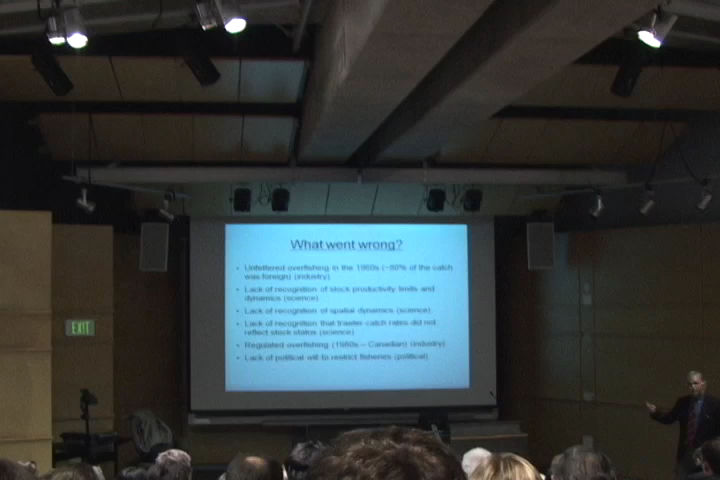 What went wrong?
• Unfettered overfishing in the 1960s (~80% of the catch
was foreign) (industry)
• Lack of recognition of stock productivity limits and
dynamics (science)
• Lack of recognition of spatial dynamics (science)
• Lack of recognition that trawler catch rates did not
reflect stock status (science)
• Regulated overfishing (1980s – Canadian) (industry)
• Lack of political will to restrict fisheries (political)
EXIT